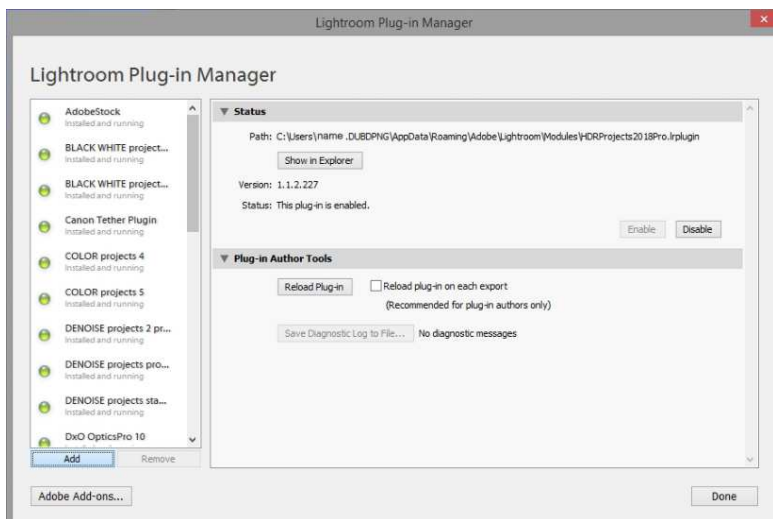 Lightroom Plug-in Manager
Lightroom Plug-in Manager
AdobeStock
Installed and running
BLACK WHITE project...
Installed and running
BLACK WHITE project...
Installed and running
Canon Tether Plugin
Installed and running
COLOR projects 4
Installed and running
COLOR projects 5
Installed and running
DENOISE projects 2 pr...
Installed and running
DENOISE projects pro...
Installed and running
DENOISE projects sta...
Installed and running
DxO OpticsPro 10
Add Remove
Status
Path: C:\Users\name .DUBDPNG\AppData\Roaming\Adobe\Lightroom\Modules\HDRProjects2018Pro.lrplugin
Show in Explorer
Version: 1.1.2.227
Status: This plug-in is enabled.
Enable Disable
Plug-in Author Tools
Reload Plug-in Reload plug-in on each export
(Recommended for plug-in authors only)
Save Diagnostic Log to File... No diagnostic messages
Adobe Add-ons... Done